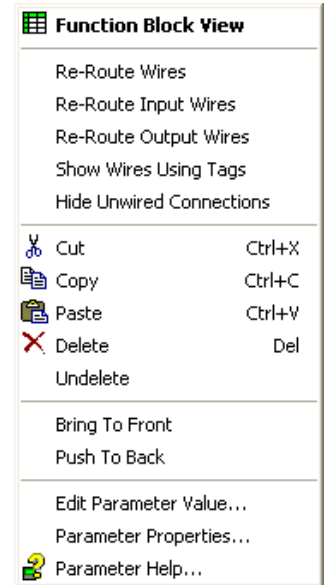 Function Block View
Re-Route Wires
Re-Route Input Wires
Re-Route Output Wires
Show Wires Using Tags
Hide Unwired Connections
Cut Ctrl+X
Copy Ctrl+C
Paste Ctrl+V
Delete Del
Undelete
Bring To Front
Push To Back
Edit Parameter Value...
Parameter Properties...
Parameter Help...